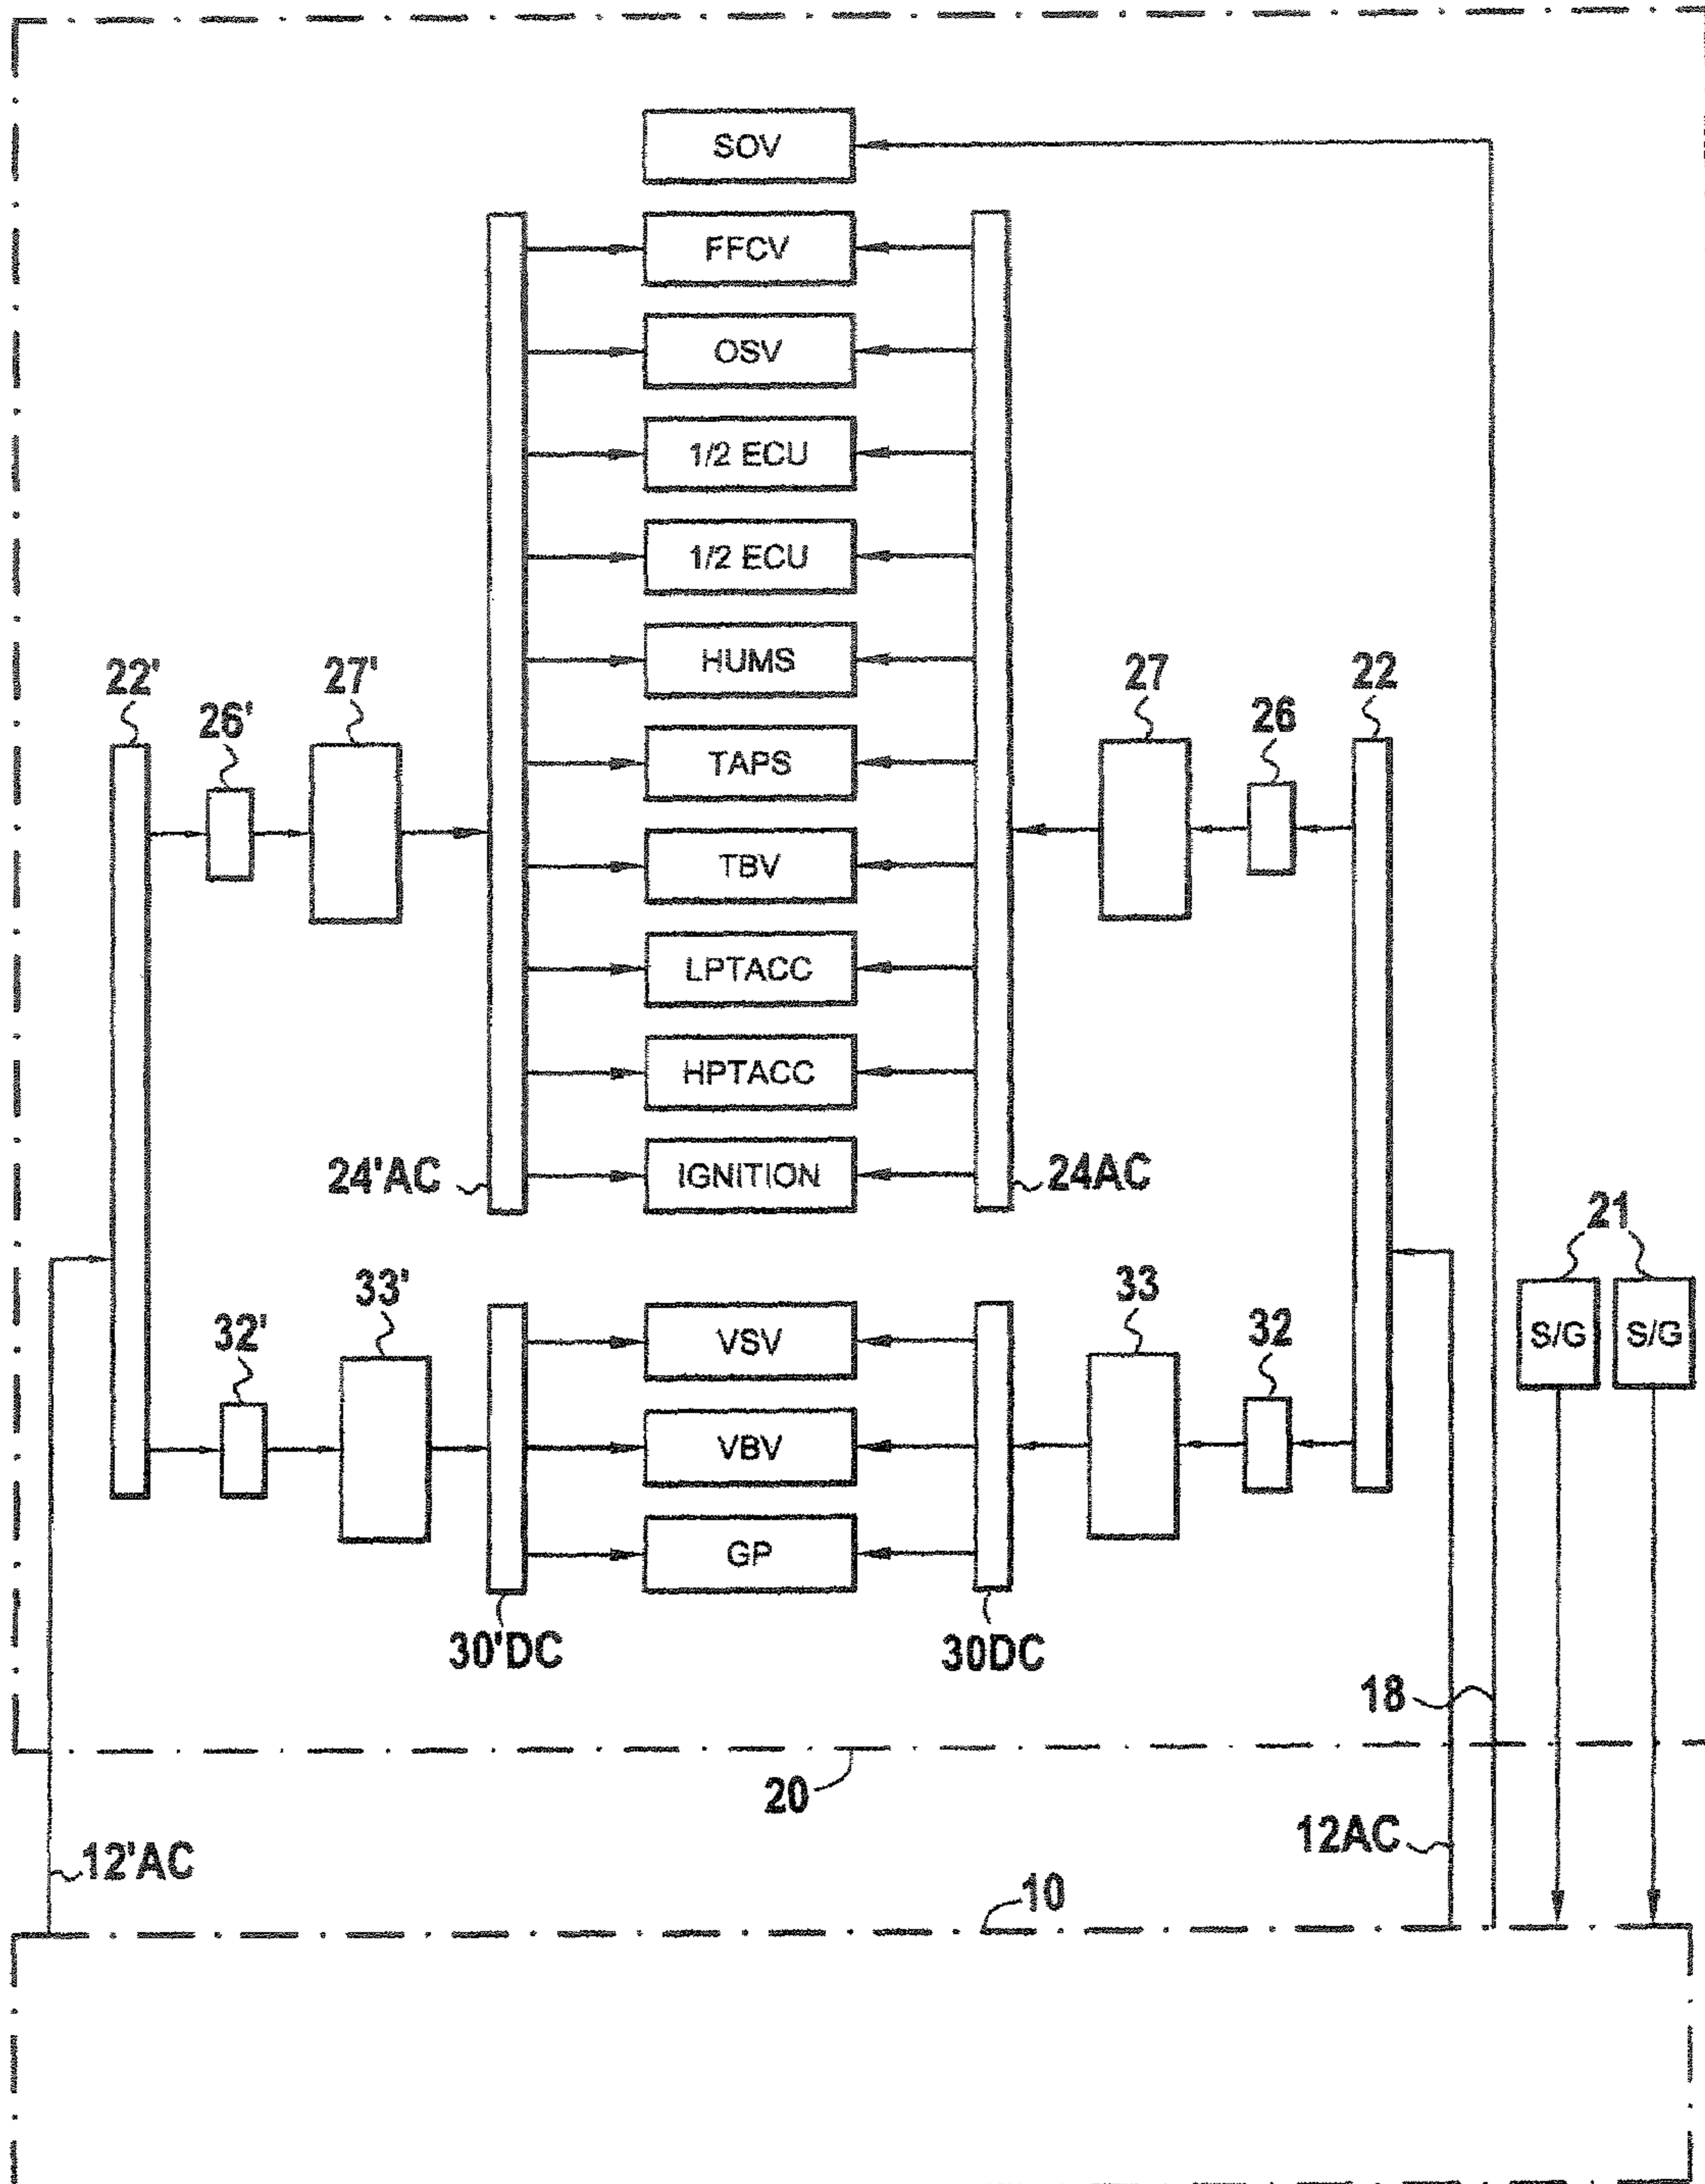 SOV
FFCV
OSV
1/2 ECU
1/2 ECU
HUMS
22'
27'
27
22
26'
26
TAPS
TBV
LPTACC
HPTACC
24'AC
IGNITION
24AC
21
33'
33
32'
32
VSV
S/G
S/G
VBV
GP
30'DC
30DC
18
20
12'AC
12AC
10